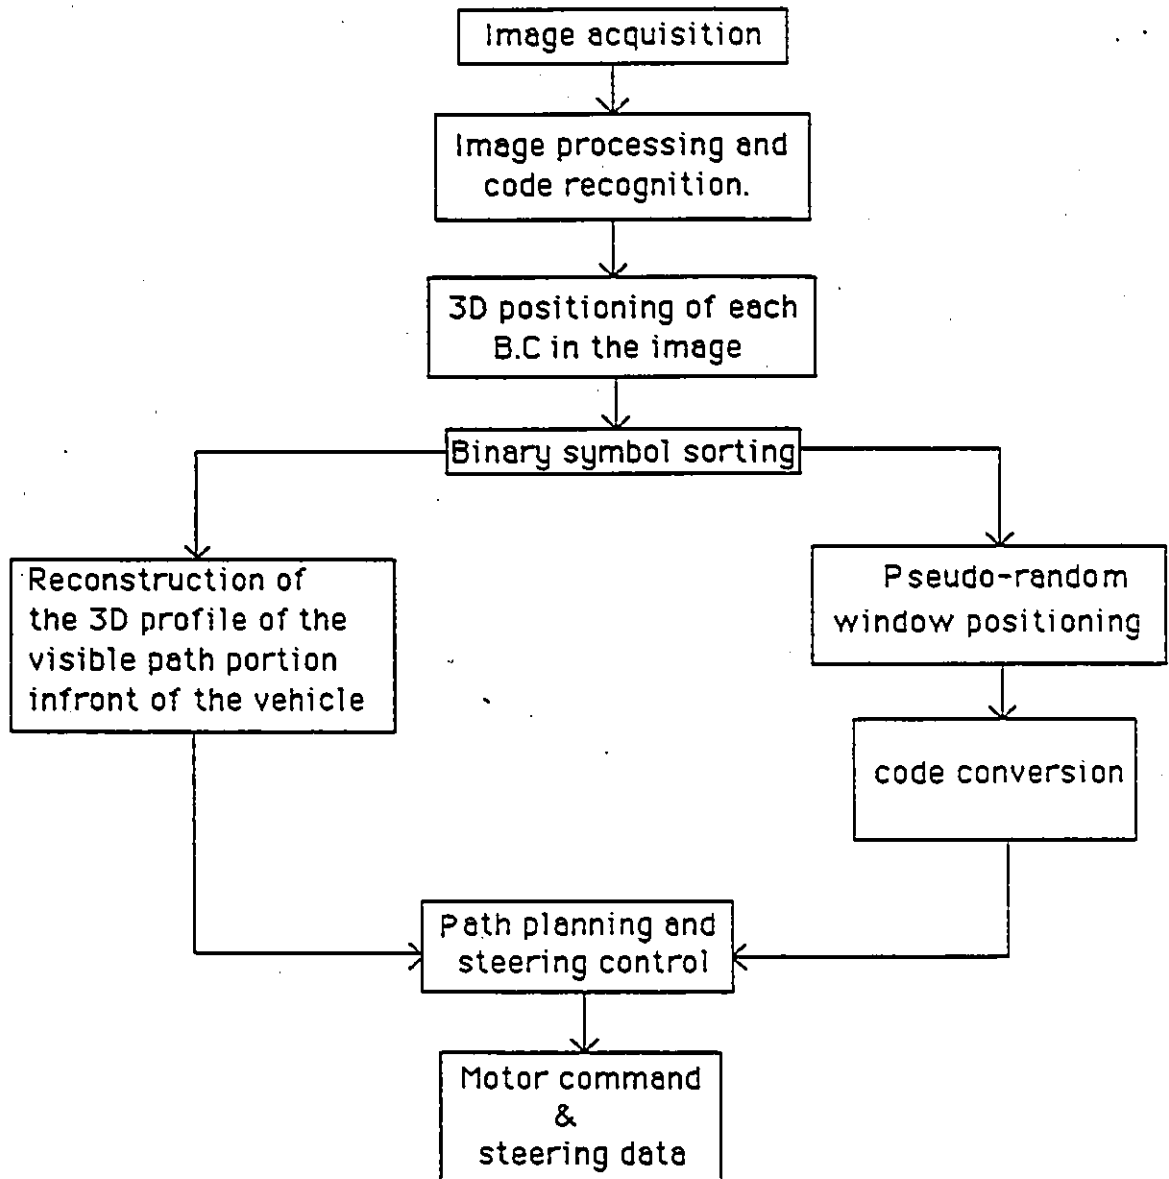 Image acquisition
Image processing and
code recognition.
3D positioning of each
B.C in the image
Binary symbol sorting
Reconstruction of
the 3D profile of the
visible path portion
infront of the vehicle
Pseudo-random
window positioning
code conversion
Path planning and
steering control
Motor command
&
steering data